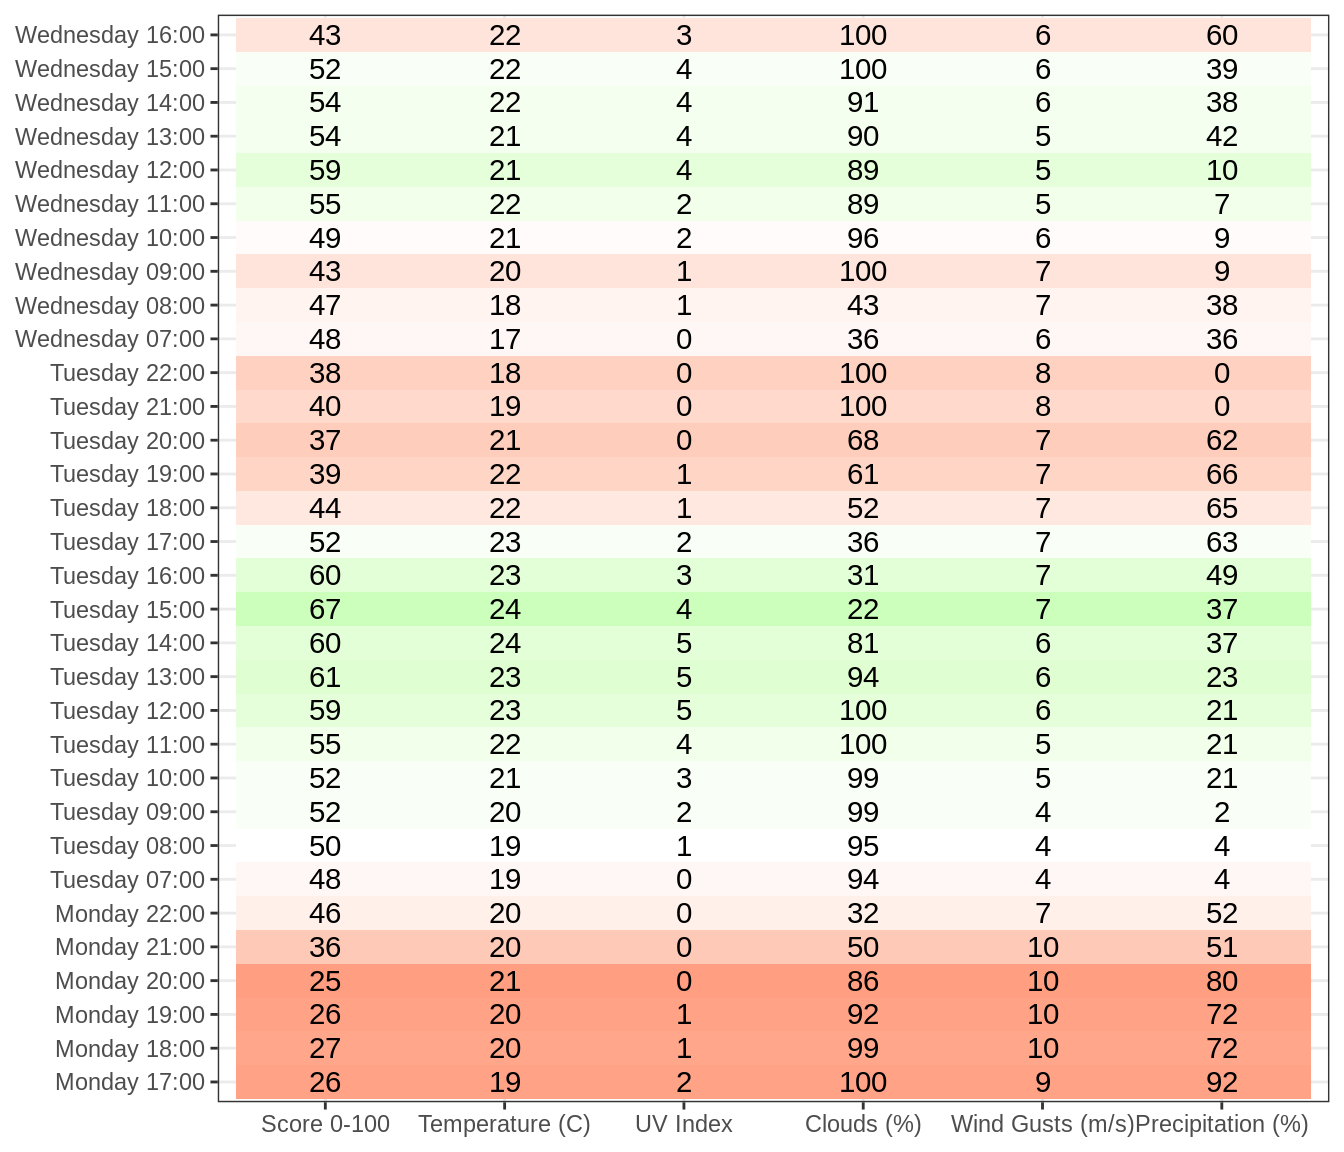 Wednesday 16:00 43 22 3 100 6 60
Wednesday 15:00 52 22 4 100 6 39
Wednesday 14:00 54 22 4 91 6 38
Wednesday 13:00 54 21 4 90 5 42
Wednesday 12:00 59 21 4 89 5 10
Wednesday 11:00 55 22 2 89 5 7
Wednesday 10:00 49 21 2 96 6 9
Wednesday 09:00 43 20 1 100 7 9
Wednesday 08:00 47 18 1 43 7 38
Wednesday 07:00 48 17 0 36 6 36
Tuesday 22:00 38 18 0 100 8 0
Tuesday 21:00 40 19 0 100 8 0
Tuesday 20:00 37 21 0 68 7 62
Tuesday 19:00 39 22 1 61 7 66
Tuesday 18:00 44 22 1 52 7 65
Tuesday 17:00 52 23 2 36 7 63
Tuesday 16:00 60 23 3 31 7 49
Tuesday 15:00 67 24 4 22 7 37
Tuesday 14:00 60 24 5 81 6 37
Tuesday 13:00 61 23 5 94 6 23
Tuesday 12:00 59 23 5 100 6 21
Tuesday 11:00 55 22 4 100 5 21
Tuesday 10:00 52 21 3 99 5 21
Tuesday 09:00 52 20 2 99 4 2
Tuesday 08:00 50 19 1 95 4 4
Tuesday 07:00 48 19 0 94 4 4
Monday 22:00 46 20 0 32 7 52
Monday 21:00 36 20 0 50 10 51
Monday 20:00 25 21 0 86 10 80
Monday 19:00 26 20 1 92 10 72
Monday 18:00 27 20 1 99 10 72
Monday 17:00 26 19 2 100 9 92
Score 0-100 Temperature (C) UV Index Clouds (%) Wind Gusts (m/s) Precipitation (%)